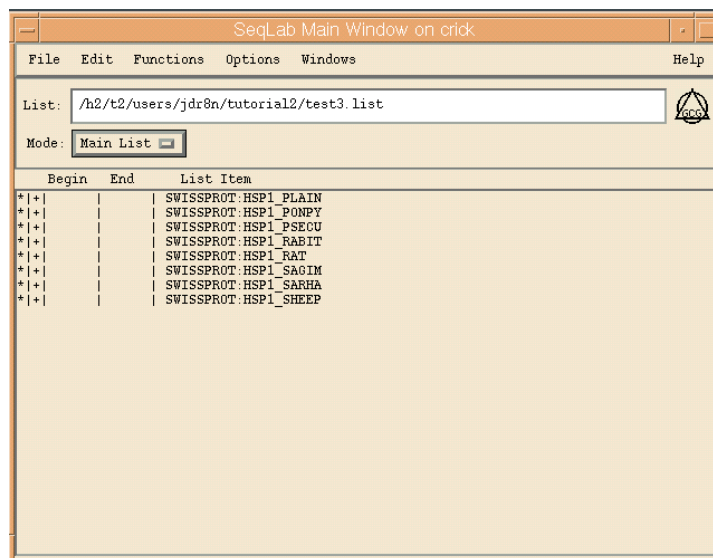 SeqLab Main Window on crick
File Edit Functions Options Windows Help
List: /h2/t2/users/jdr8n/tutorial2/test3.list
GCG
Mode: Main List
Begin End List Item
*|+| | | SWISSPROT:HSP1_PLAIN
*|+| | | SWISSPROT:HSP1_PONPY
*|+| | | SWISSPROT:HSP1_PSECU
*|+| | | SWISSPROT:HSP1_RABIT
*|+| | | SWISSPROT:HSP1_RAT
*|+| | | SWISSPROT:HSP1_SAGIM
*|+| | | SWISSPROT:HSP1_SARHA
*|+| | | SWISSPROT:HSP1_SHEEP